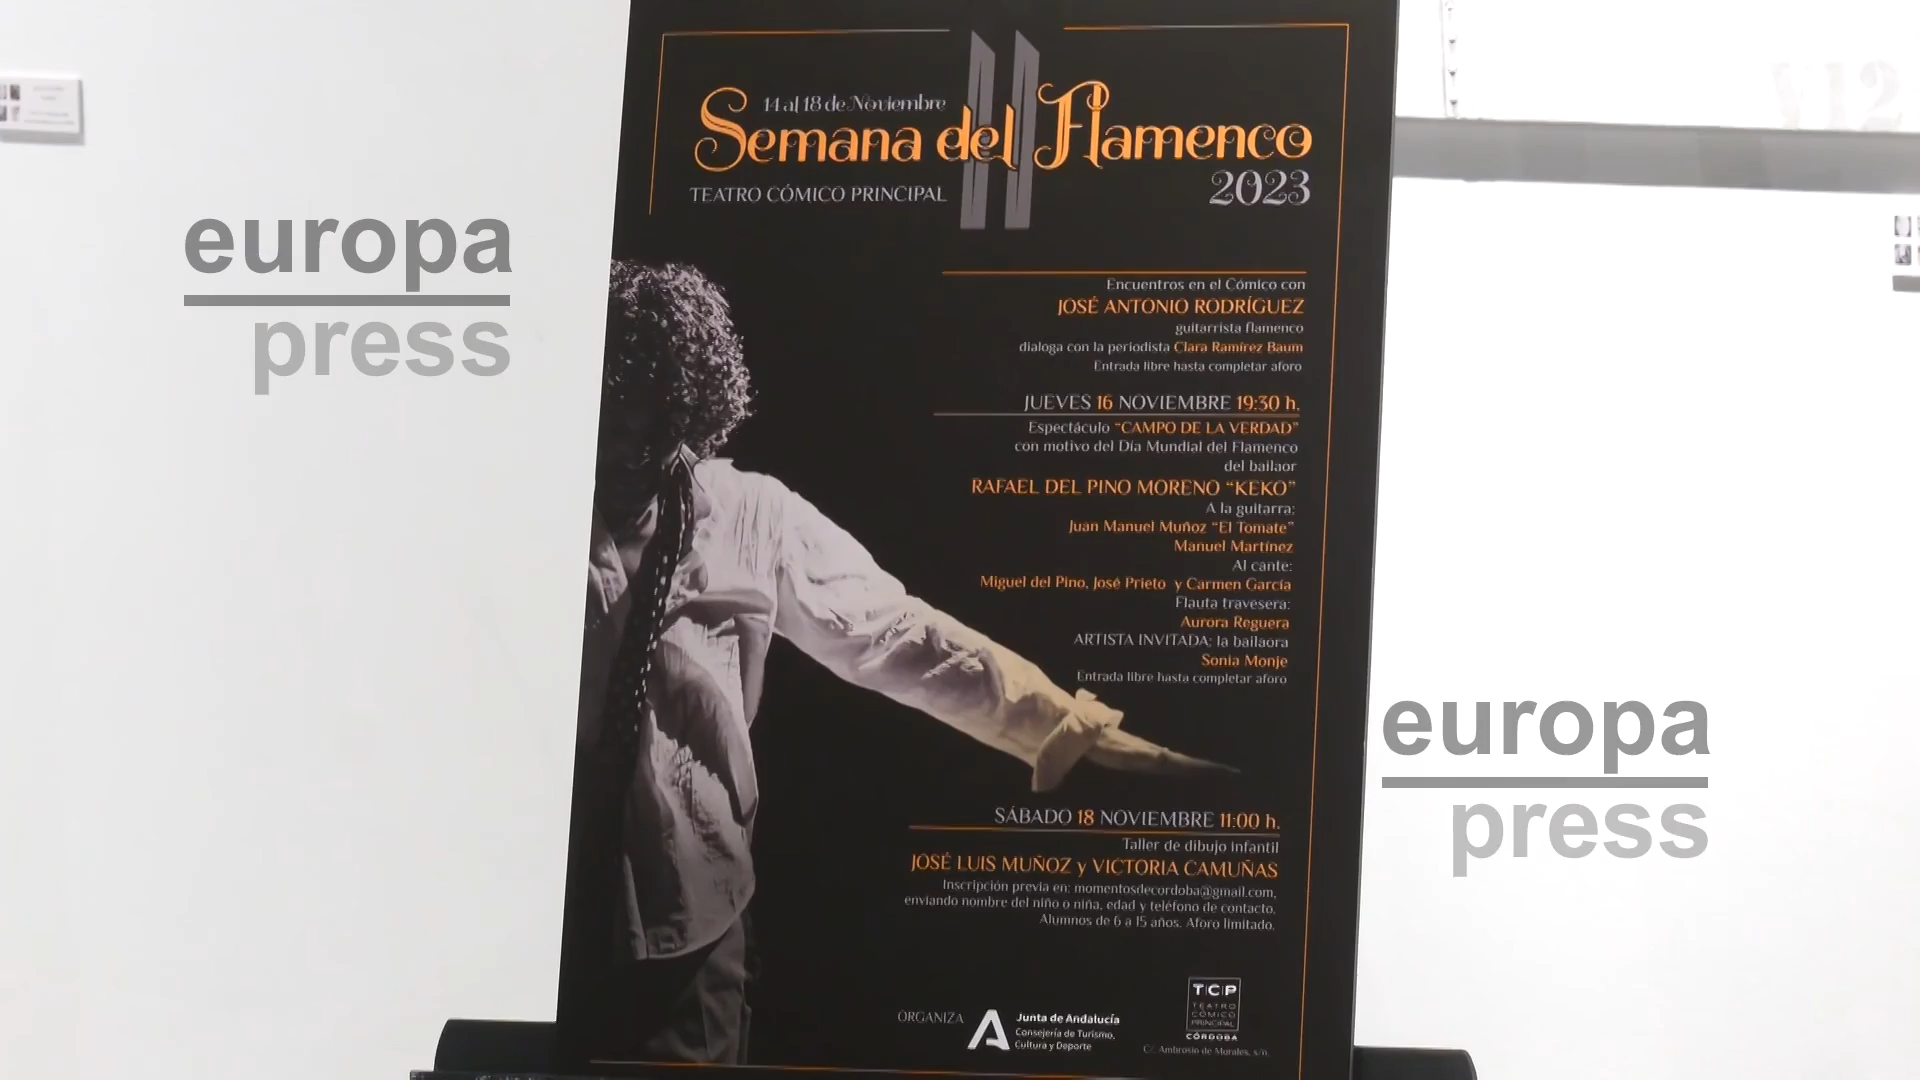 14 al 18 de Noviembre
Semana del Flamenco
TEATRO CÓMICO PRINCIPAL
2023
Encuentros en el Cómico con
JOSÉ ANTONIO RODRÍGUEZ
guitarrista flamenco
dialoga con la periodista Clara Ramírez Baum
Entrada libre hasta completar aforo
JUEVES 16 NOVIEMBRE 19:30 h.
Espectáculo “CAMPO DE LA VERDAD”
con motivo del Día Mundial del Flamenco
del bailaor
RAFAEL DEL PINO MORENO “KEKO”
A la guitarra:
Juan Manuel Muñoz “El Tomate”
Manuel Martínez
Al cante:
Miguel del Pino, José Prieto y Carmen García
Flauta travesera:
Aurora Reguera
ARTISTA INVITADA: la bailaora
Sonia Monje
Entrada libre hasta completar aforo
SÁBADO 18 NOVIEMBRE 11:00 h.
Taller de dibujo infantil
JOSÉ LUIS MUÑOZ y VICTORIA CAMUÑAS
Inscripción previa en: momentosdecordoba@gmail.com,
enviando nombre del niño o niña, edad y teléfono de contacto.
Alumnos de 6 a 15 años. Aforo limitado.
ORGANIZA
Junta de Andalucía
Consejería de Turismo,
Cultura y Deporte
TCP
TEATRO
CÓMICO
PRINCIPAL
CÓRDOBA
C/. Ambrosio de Morales, s/n.
europa
press
europa
press
V12